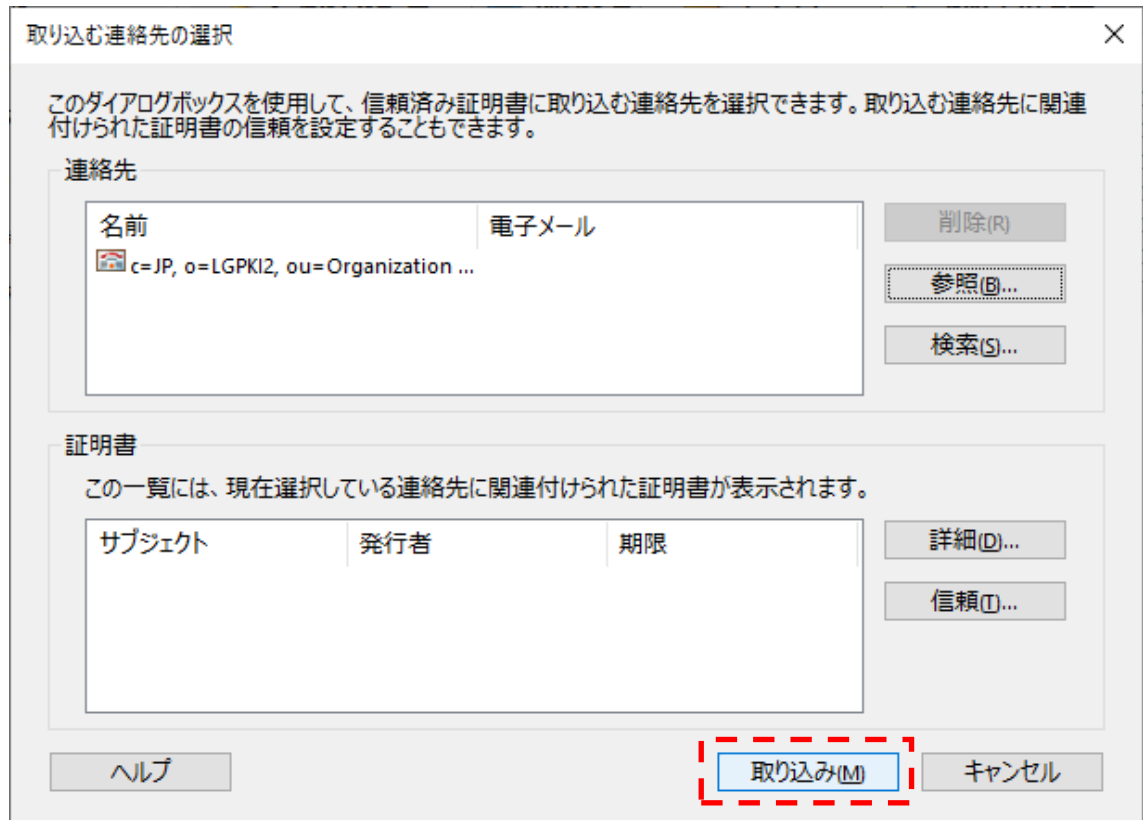 取り込む連絡先の選択
このダイアログボックスを使用して、信頼済み証明書に取り込む連絡先を選択できます。取り込む連絡先に関連
付けられた証明書の信頼を設定することもできます。
連絡先
名前 電子メール
c=JP, o=LGPKI2, ou=Organization ...
削除(R)
参照(B)...
検索(S)...
証明書
この一覧には、現在選択している連絡先に関連付けられた証明書が表示されます。
サブジェクト 発行者 期限
詳細(D)...
信頼(T)...
ヘルプ 取り込み(M) キャンセル